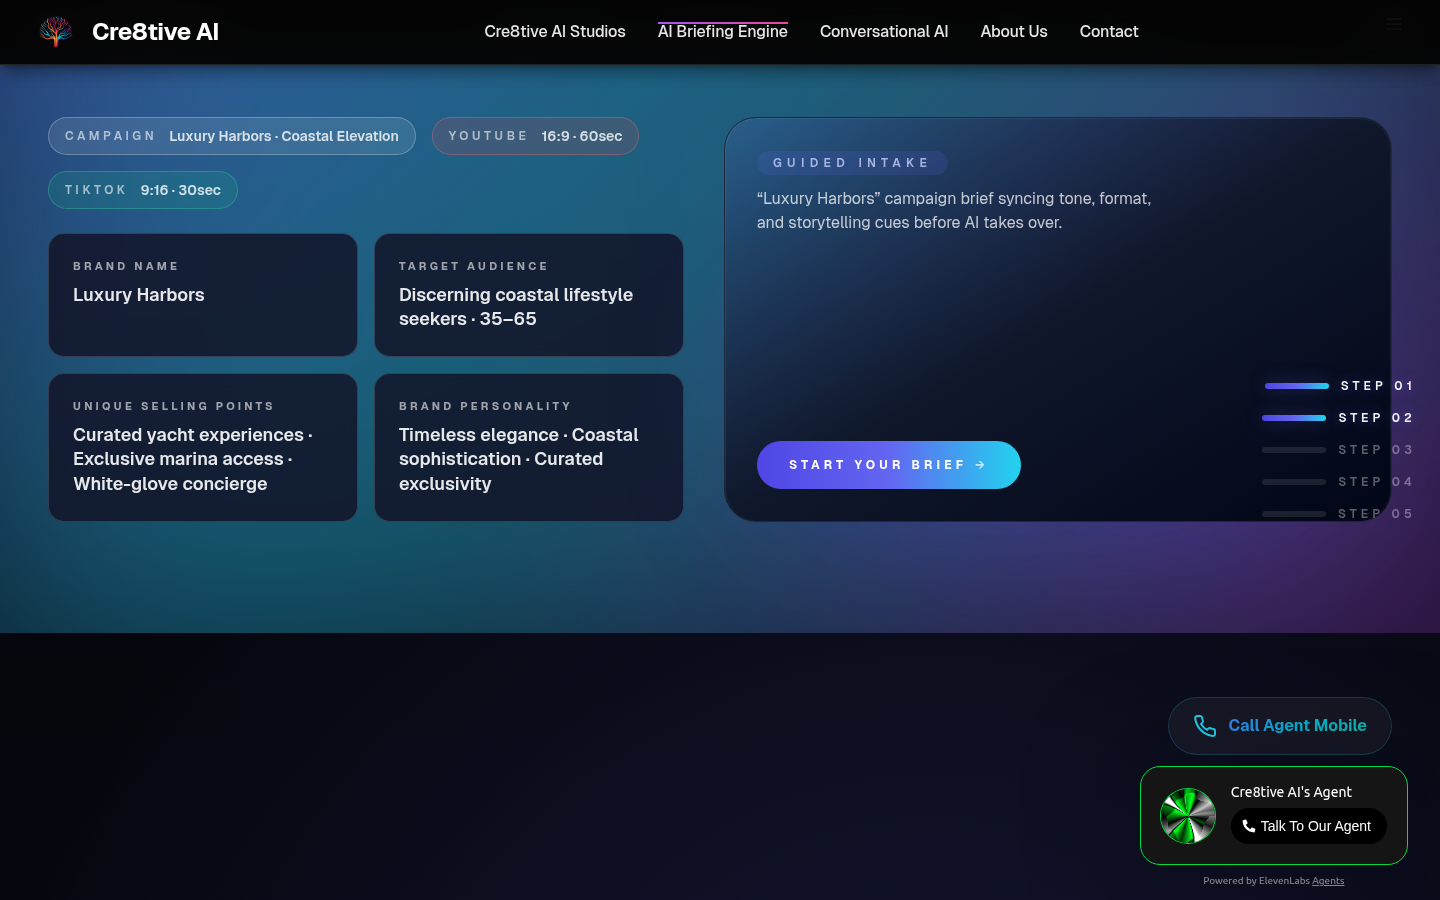 Cre8tive AI
Cre8tive AI Studios
AI Briefing Engine
Conversational AI
About Us
Contact
CAMPAIGN Luxury Harbors · Coastal Elevation
YOUTUBE 16:9 · 60sec
TIKTOK 9:16 · 30sec
BRAND NAME
Luxury Harbors
TARGET AUDIENCE
Discerning coastal lifestyle
seekers · 35–65
UNIQUE SELLING POINTS
Curated yacht experiences ·
Exclusive marina access ·
White-glove concierge
BRAND PERSONALITY
Timeless elegance · Coastal
sophistication · Curated
exclusivity
GUIDED INTAKE
“Luxury Harbors” campaign brief syncing tone, format,
and storytelling cues before AI takes over.
START YOUR BRIEF →
STEP 01
STEP 02
STEP 03
STEP 04
STEP 05
Call Agent Mobile
Cre8tive AI's Agent
Talk To Our Agent
Powered by ElevenLabs Agents